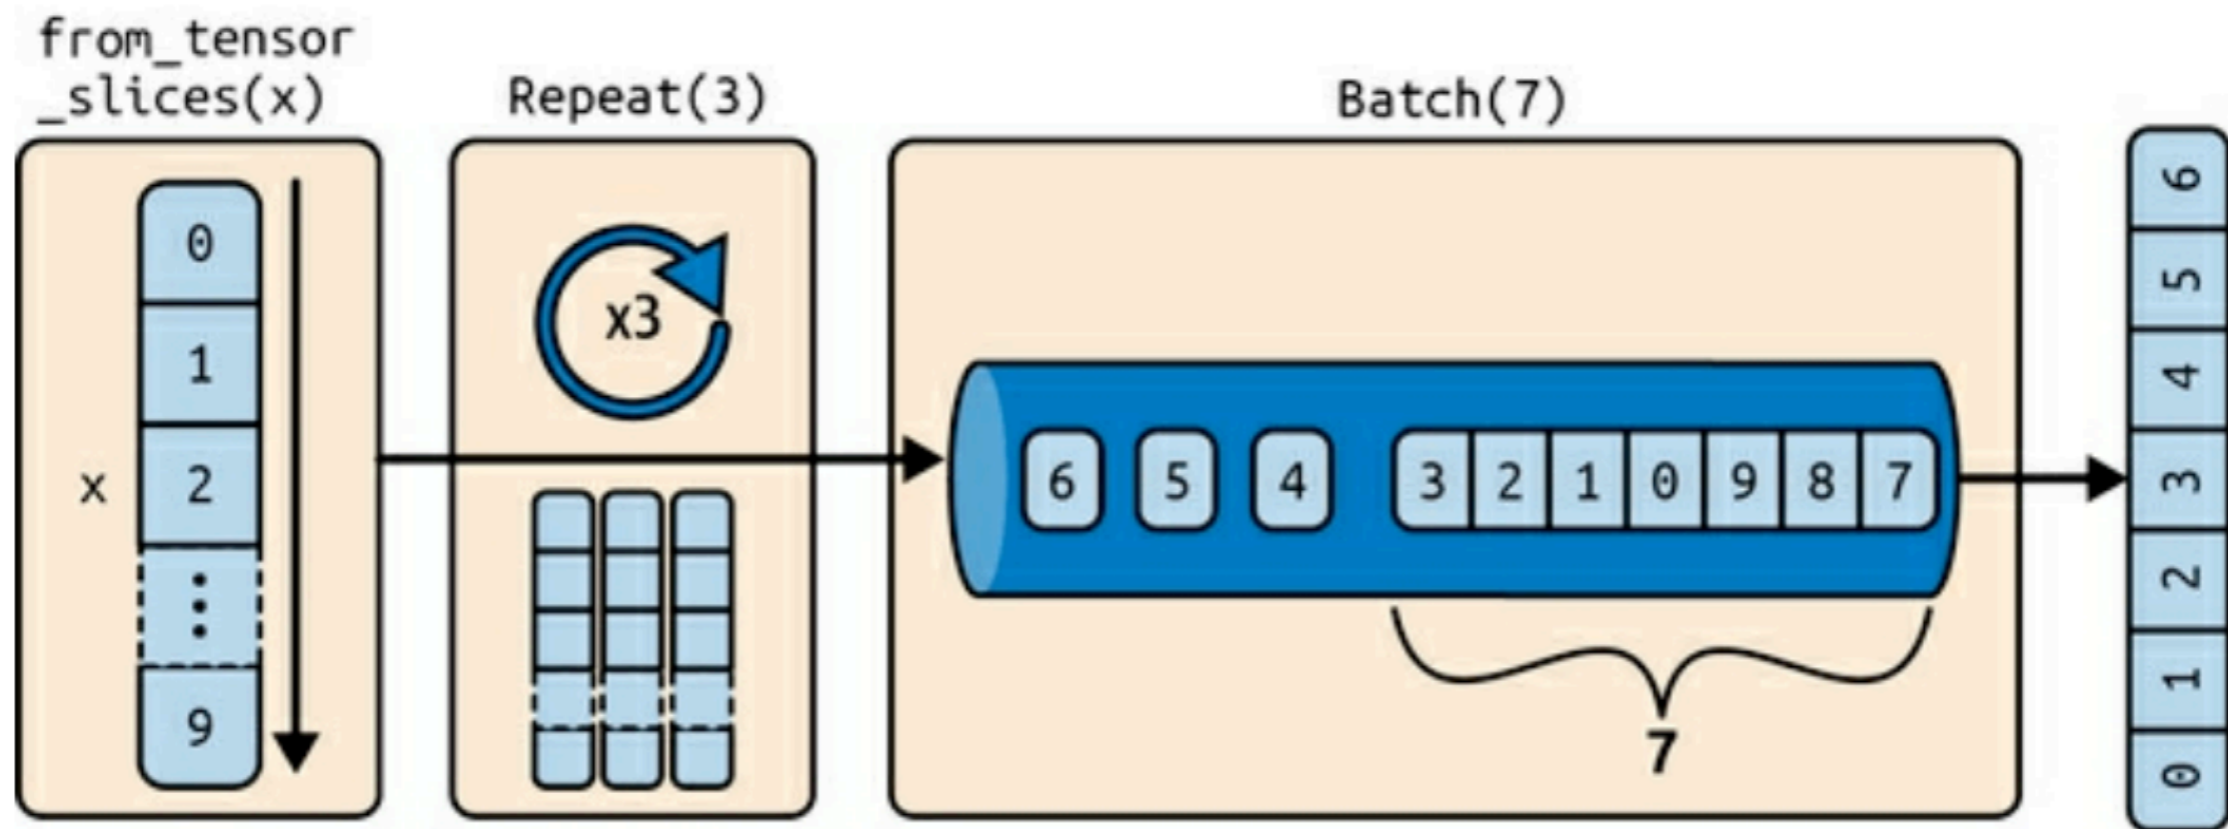 from_tensor
_slices(x)
Repeat(3)
Batch(7)
0
1
x 2
9
x3
6 5 4 3 2 1 0 9 8 7
7
6
5
4
3
2
1
0